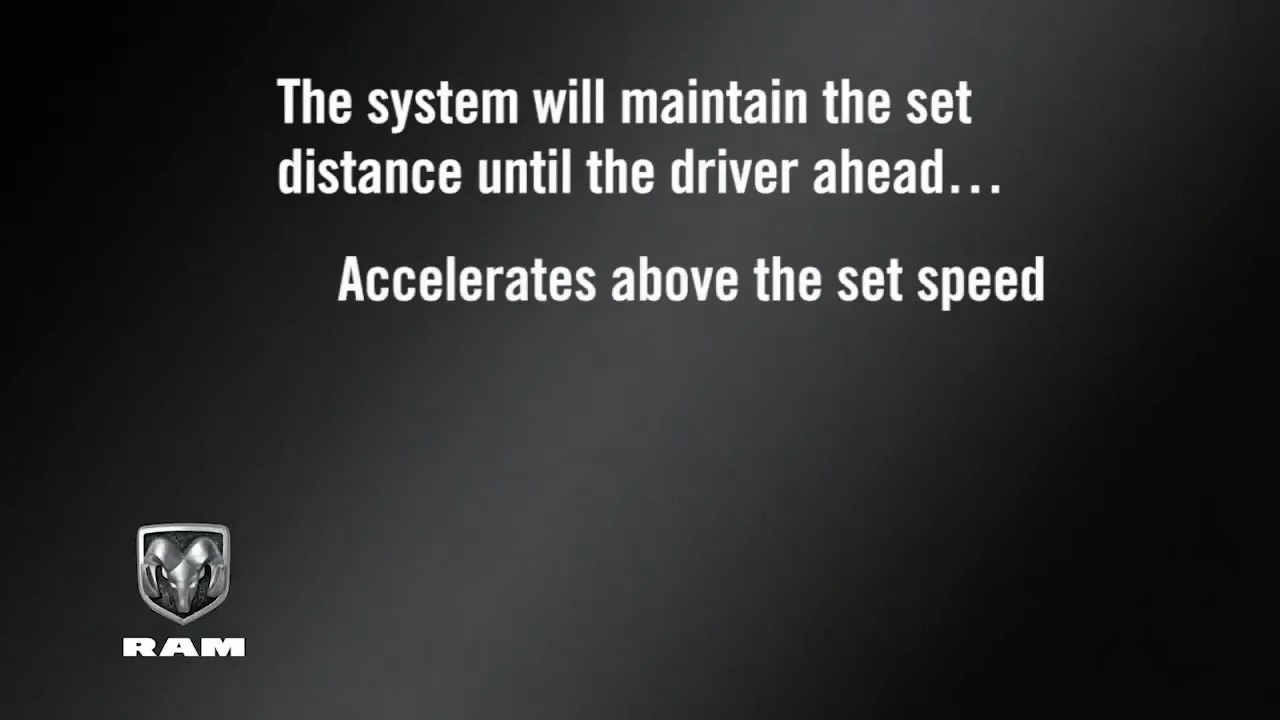 The system will maintain the set
distance until the driver ahead…
Accelerates above the set speed
RAM